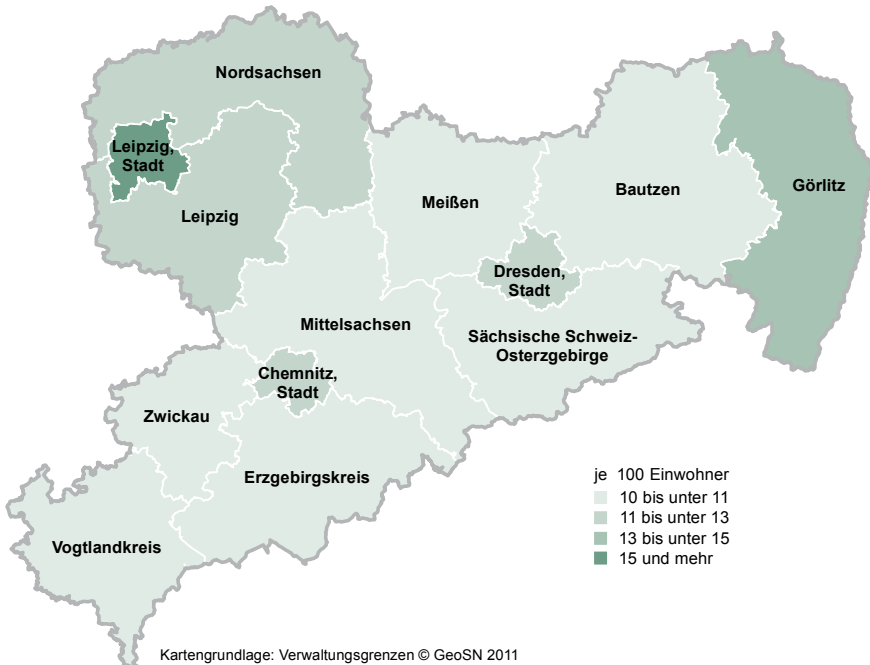 Nordsachsen
Leipzig,
Stadt
Leipzig
Meißen
Bautzen
Görlitz
Dresden,
Stadt
Mittelsachsen
Sächsische Schweiz-
Osterzgebirge
Chemnitz,
Stadt
Zwickau
Erzgebirgskreis
Vogtlandkreis
je 100 Einwohner
10 bis unter 11
11 bis unter 13
13 bis unter 15
15 und mehr
Kartengrundlage: Verwaltungsgrenzen © GeoSN 2011